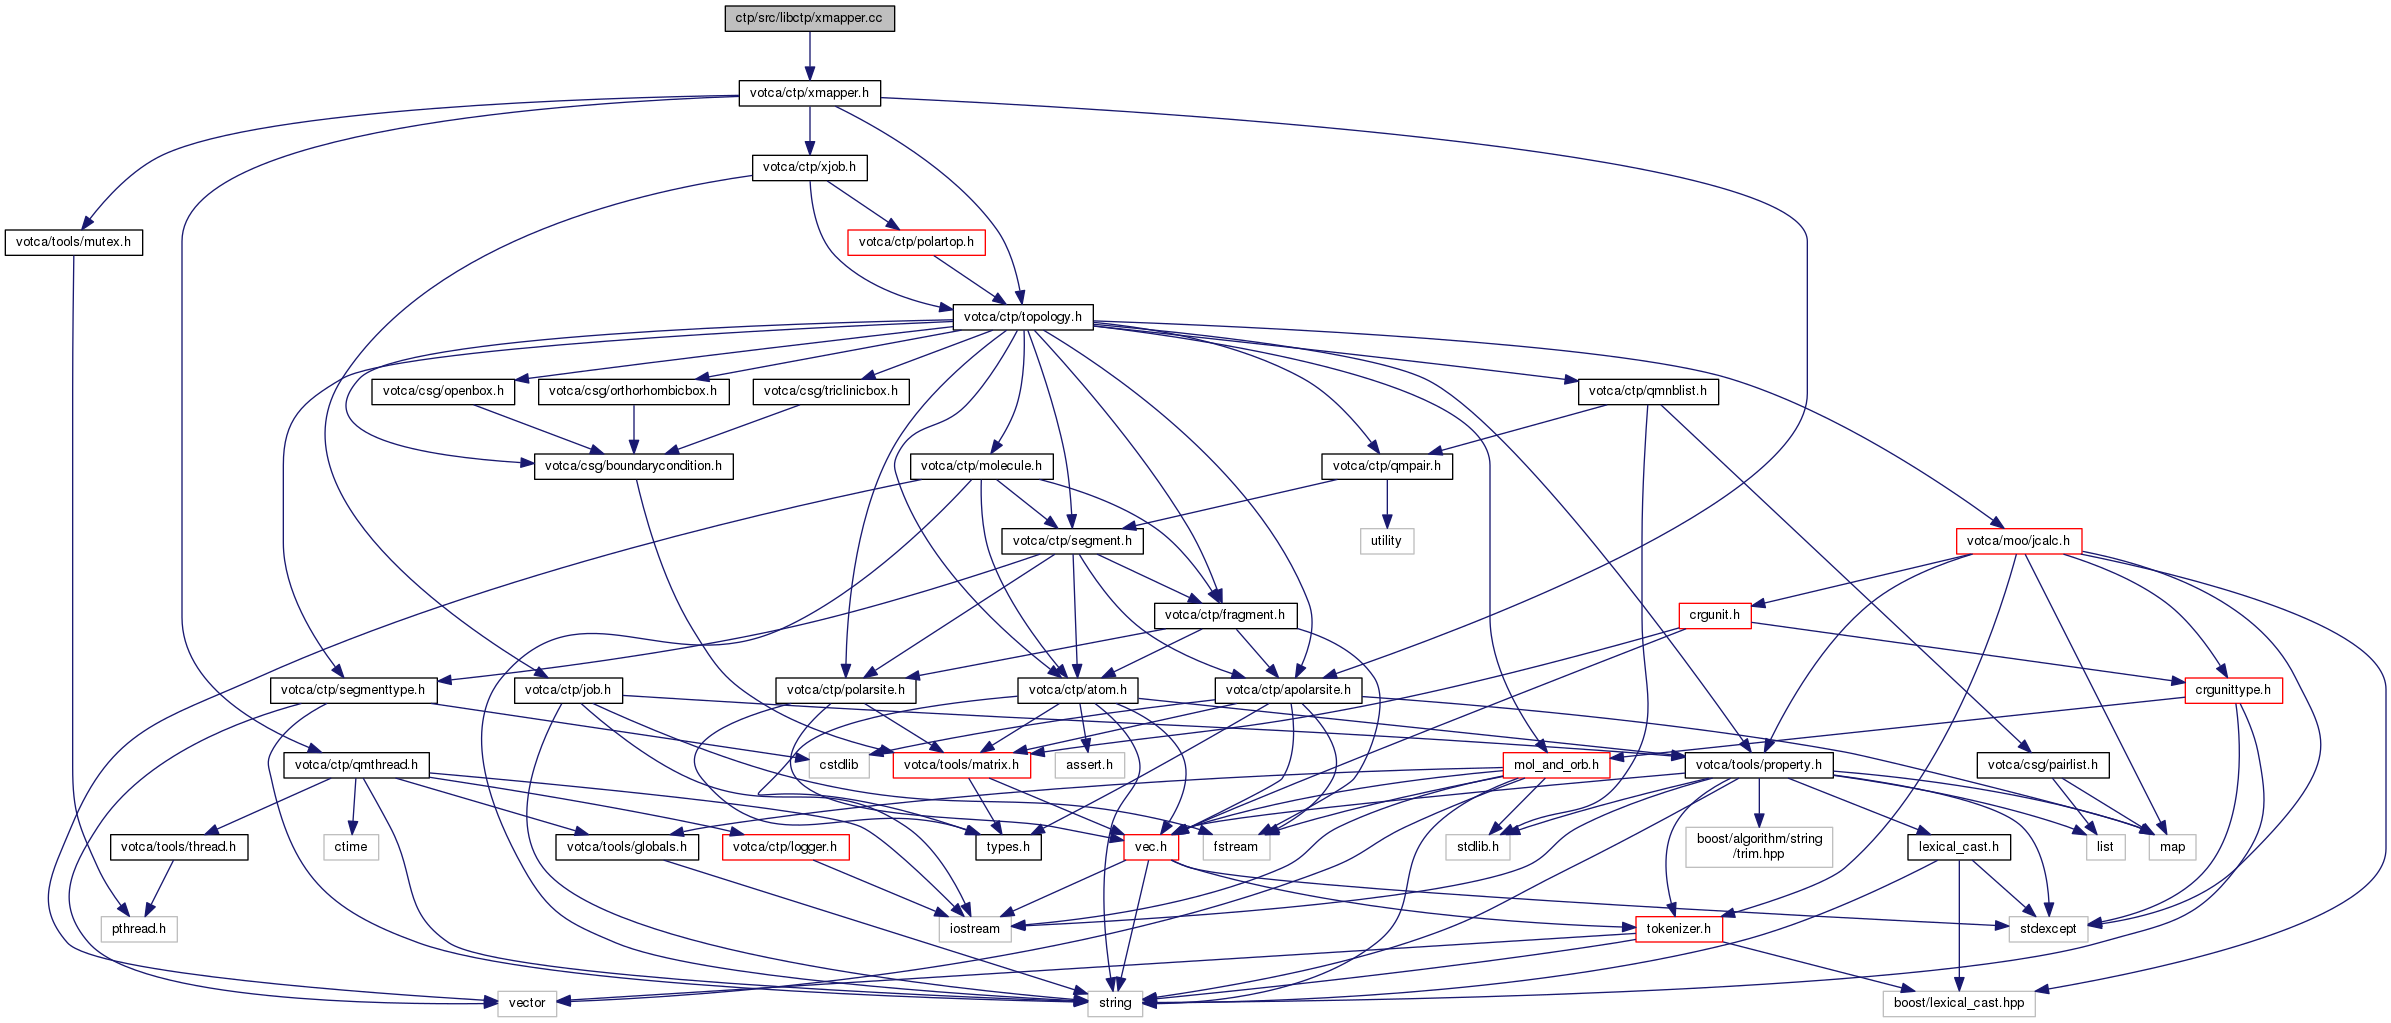 ctp/src/libctp/xmapper.cc
votca/ctp/xmapper.h
votca/ctp/xjob.h
votca/tools/mutex.h
votca/ctp/polartop.h
votca/ctp/topology.h
votca/csg/openbox.h
votca/csg/orthorhombicbox.h
votca/csg/triclinicbox.h
votca/ctp/qmnblist.h
votca/csg/boundarycondition.h
votca/ctp/molecule.h
votca/ctp/qmpair.h
votca/ctp/segment.h
utility
votca/moo/jcalc.h
votca/ctp/fragment.h
crgunit.h
votca/ctp/segmenttype.h
votca/ctp/job.h
votca/ctp/polarsite.h
votca/ctp/atom.h
votca/ctp/apolarsite.h
crgunittype.h
votca/ctp/qmthread.h
cstdlib
votca/tools/matrix.h
assert.h
mol_and_orb.h
votca/tools/property.h
votca/csg/pairlist.h
votca/tools/thread.h
ctime
votca/tools/globals.h
votca/ctp/logger.h
types.h
vec.h
fstream
stdlib.h
boost/algorithm/string
/trim.hpp
lexical_cast.h
list
map
pthread.h
iostream
tokenizer.h
stdexcept
vector
string
boost/lexical_cast.hpp